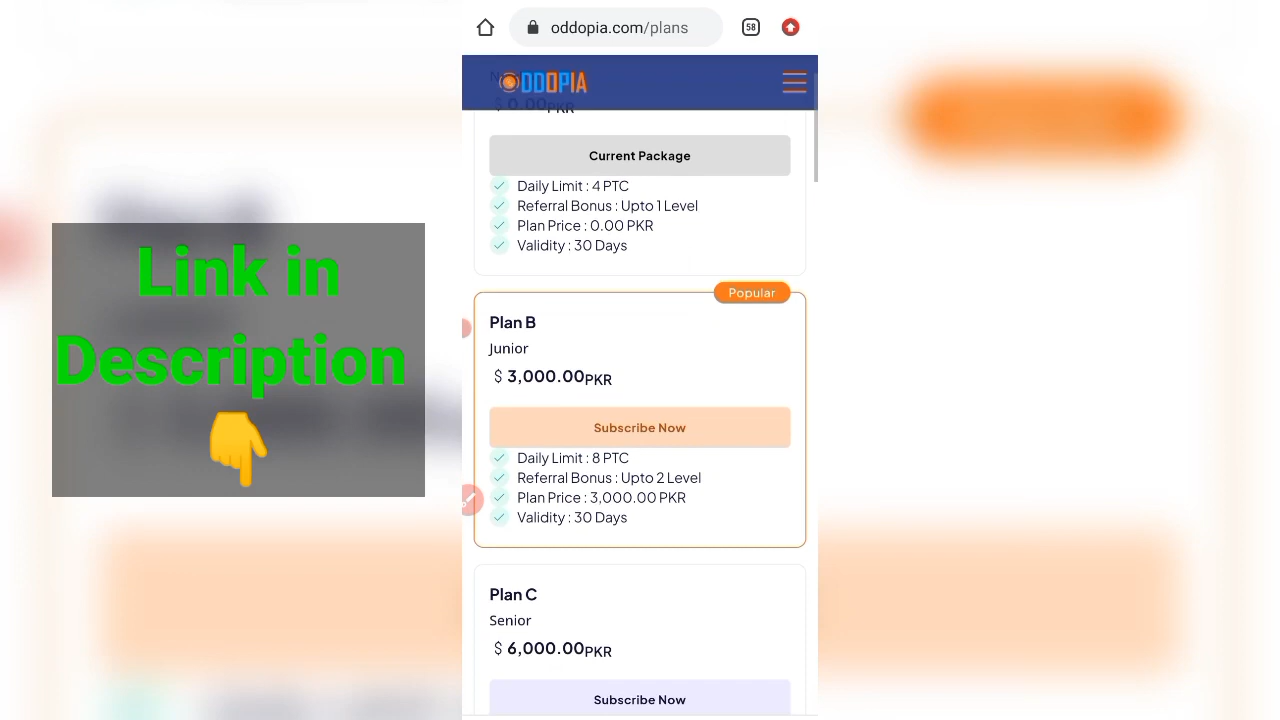 oddopia.com/plans
58
ODDOPIA
$ 0.00PKR
Current Package
Daily Limit : 4 PTC
Referral Bonus : Upto 1 Level
Plan Price : 0.00 PKR
Validity : 30 Days
Popular
Plan B
Junior
$ 3,000.00PKR
Subscribe Now
Daily Limit : 8 PTC
Referral Bonus : Upto 2 Level
Plan Price : 3,000.00 PKR
Validity : 30 Days
Plan C
Senior
$ 6,000.00PKR
Subscribe Now
Link in
Description